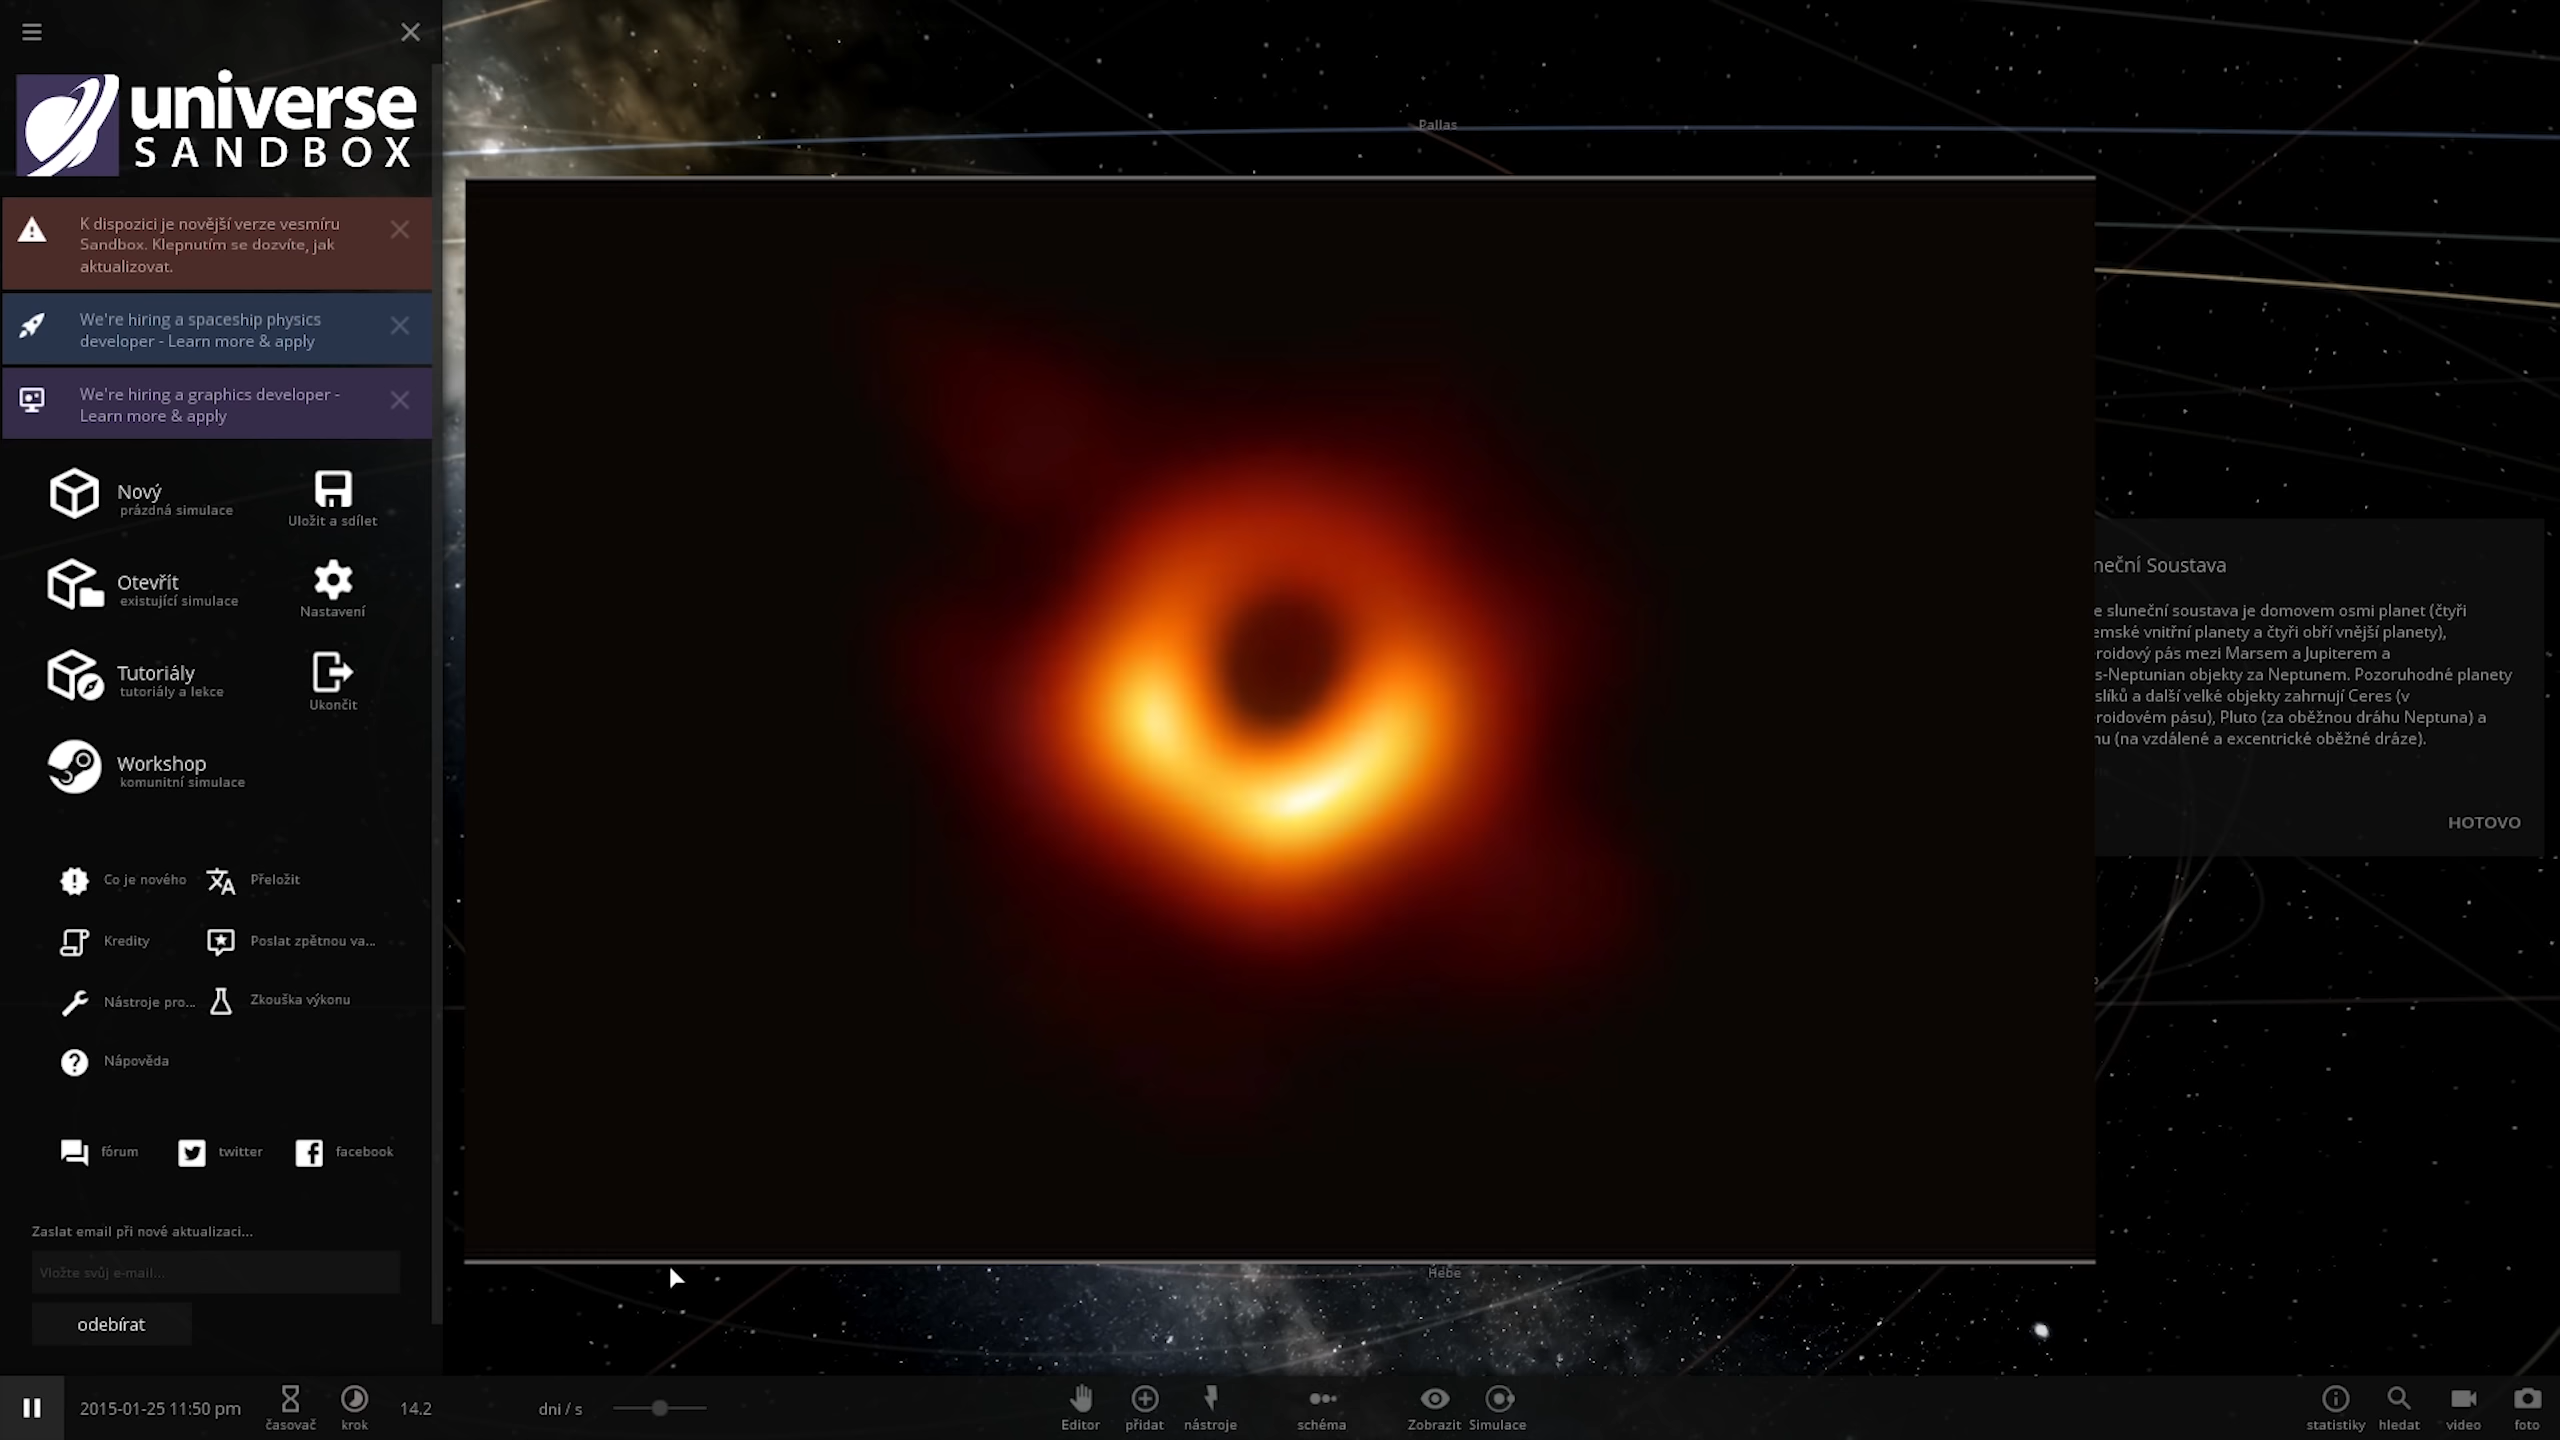 universe
SANDBOX
K dispozici je novější verze vesmíru
Sandbox. Klepnutím se dozvíte, jak
aktualizovat.
We're hiring a spaceship physics
developer - Learn more & apply
We're hiring a graphics developer -
Learn more & apply
Nový
prázdná simulace
Uložit a sdílet
Otevřít
existující simulace
Nastavení
Tutoriály
tutoriály a lekce
Ukončit
Workshop
komunitní simulace
Co je nového
Přeložit
Kredity
Poslat zpětnou va...
Nástroje pro...
Zkouška výkonu
Nápověda
fórum
twitter
facebook
Zaslat email při nové aktualizaci...
Vložte svůj e-mail...
odebírat
Pallas
Hebe
neční Soustava
e sluneční soustava je domovem osmi planet (čtyři
emské vnitřní planety a čtyři obří vnější planety),
roidový pás mezi Marsem a Jupiterem a
s-Neptunian objekty za Neptunem. Pozoruhodné planety
slíků a další velké objekty zahrnují Ceres (v
roidovém pásu), Pluto (za oběžnou dráhu Neptuna) a
nu (na vzdálené a excentrické oběžné dráze).
HOTOVO
2015-01-25 11:50 pm
časovač
krok
14.2
dni / s
Editor
přidat
nástroje
schéma
Zobrazit
Simulace
statistiky
hledat
video
foto